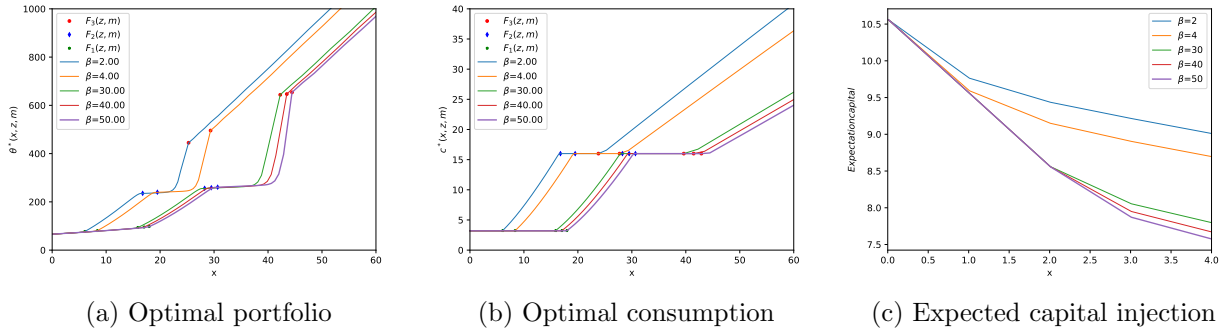 1000
800
600
400
200
0
θ*(x, z, m)
F₃(z, m)
F₂(z, m)
F₁(z, m)
β=2.00
β=4.00
β=30.00
β=40.00
β=50.00
0 10 20 30 40 50 60
x
(a) Optimal portfolio
40
35
30
25
20
15
10
5
0
c*(x, z, m)
F₃(z, m)
F₂(z, m)
F₁(z, m)
β=2.00
β=4.00
β=30.00
β=40.00
β=50.00
0 10 20 30 40 50 60
x
(b) Optimal consumption
10.5
10.0
9.5
9.0
8.5
8.0
7.5
Expectationcapital
β=2
β=4
β=30
β=40
β=50
0.0 0.5 1.0 1.5 2.0 2.5 3.0 3.5 4.0
x
(c) Expected capital injection